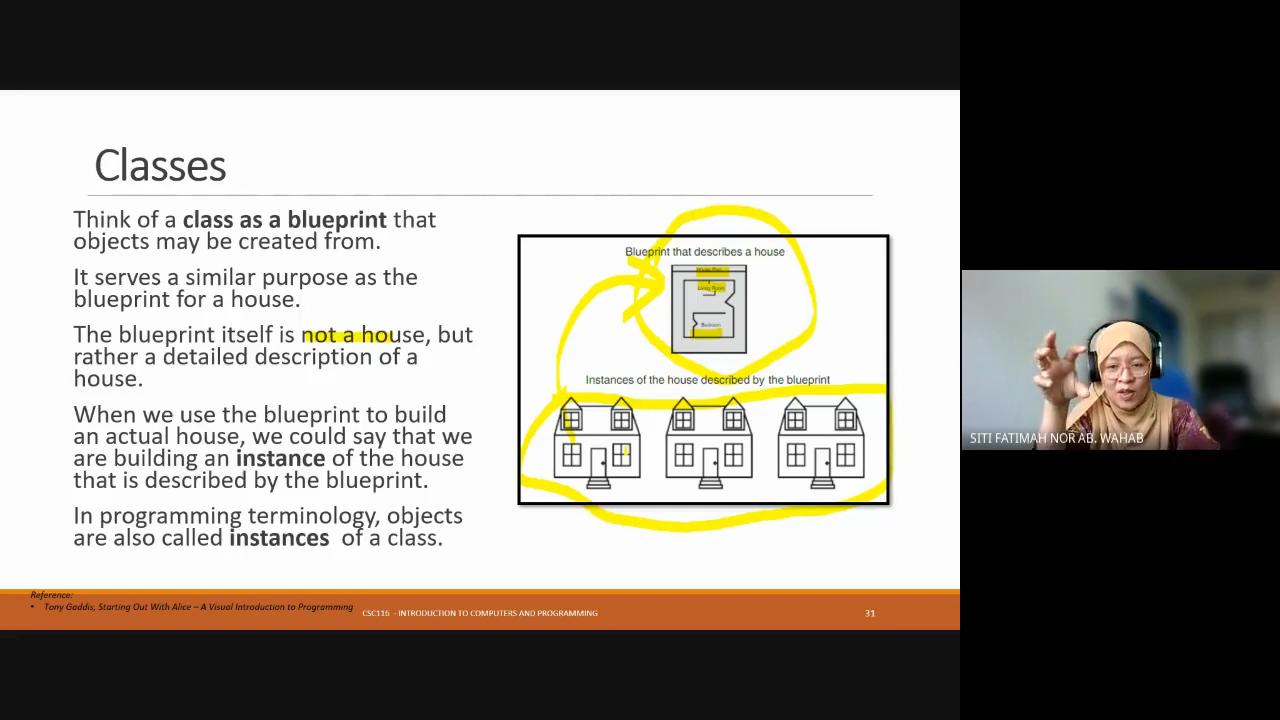 Classes
Think of a class as a blueprint that
objects may be created from.
It serves a similar purpose as the
blueprint for a house.
The blueprint itself is not a house, but
rather a detailed description of a
house.
When we use the blueprint to build
an actual house, we could say that we
are building an instance of the house
that is described by the blueprint.
In programming terminology, objects
are also called instances of a class.
Blueprint that describes a house
House Plan
Living Room
Bedroom
Instances of the house described by the blueprint
SITI FATIMAH NOR AB. WAHAB
Reference:
• Tony Gaddis, Starting Out With Alice – A Visual Introduction to Programming
CSC116 - INTRODUCTION TO COMPUTERS AND PROGRAMMING
31